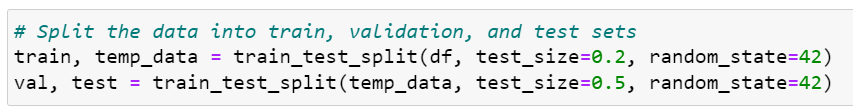 # Split the data into train, validation, and test sets
train, temp_data = train_test_split(df, test_size=0.2, random_state=42)
val, test = train_test_split(temp_data, test_size=0.5, random_state=42)